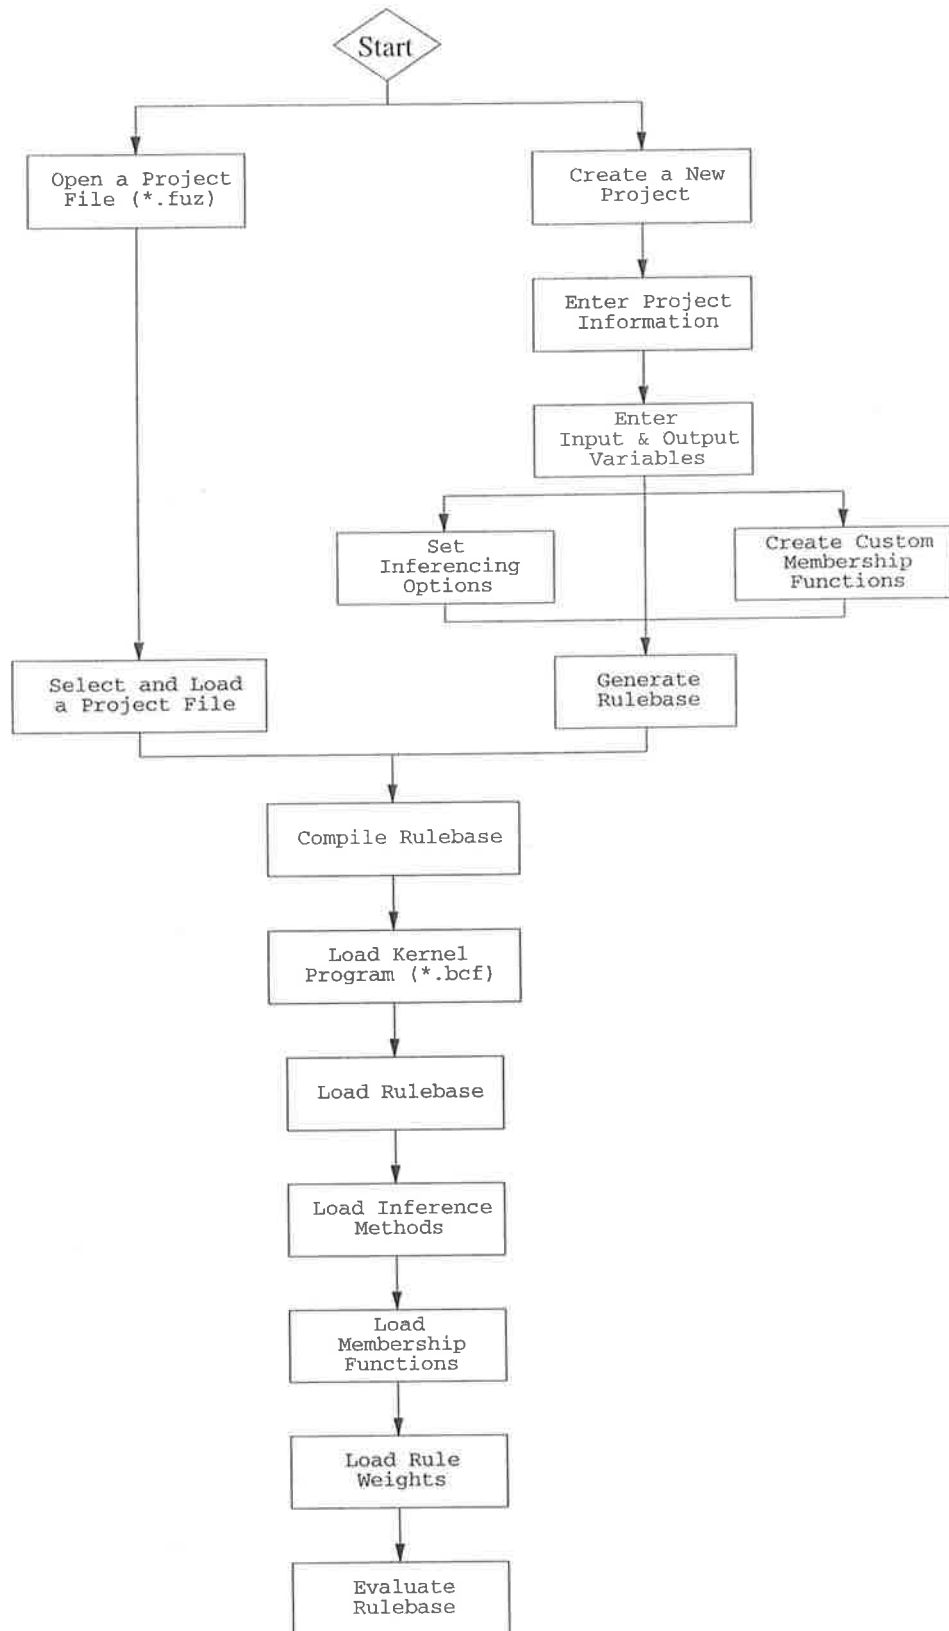 Start
Open a Project
File (*.fuz)
Create a New
Project
Enter Project
Information
Enter
Input & Output
Variables
Set
Inferencing
Options
Create Custom
Membership
Functions
Select and Load
a Project File
Generate
Rulebase
Compile Rulebase
Load Kernel
Program (*.bcf)
Load Rulebase
Load Inference
Methods
Load
Membership
Functions
Load Rule
Weights
Evaluate
Rulebase